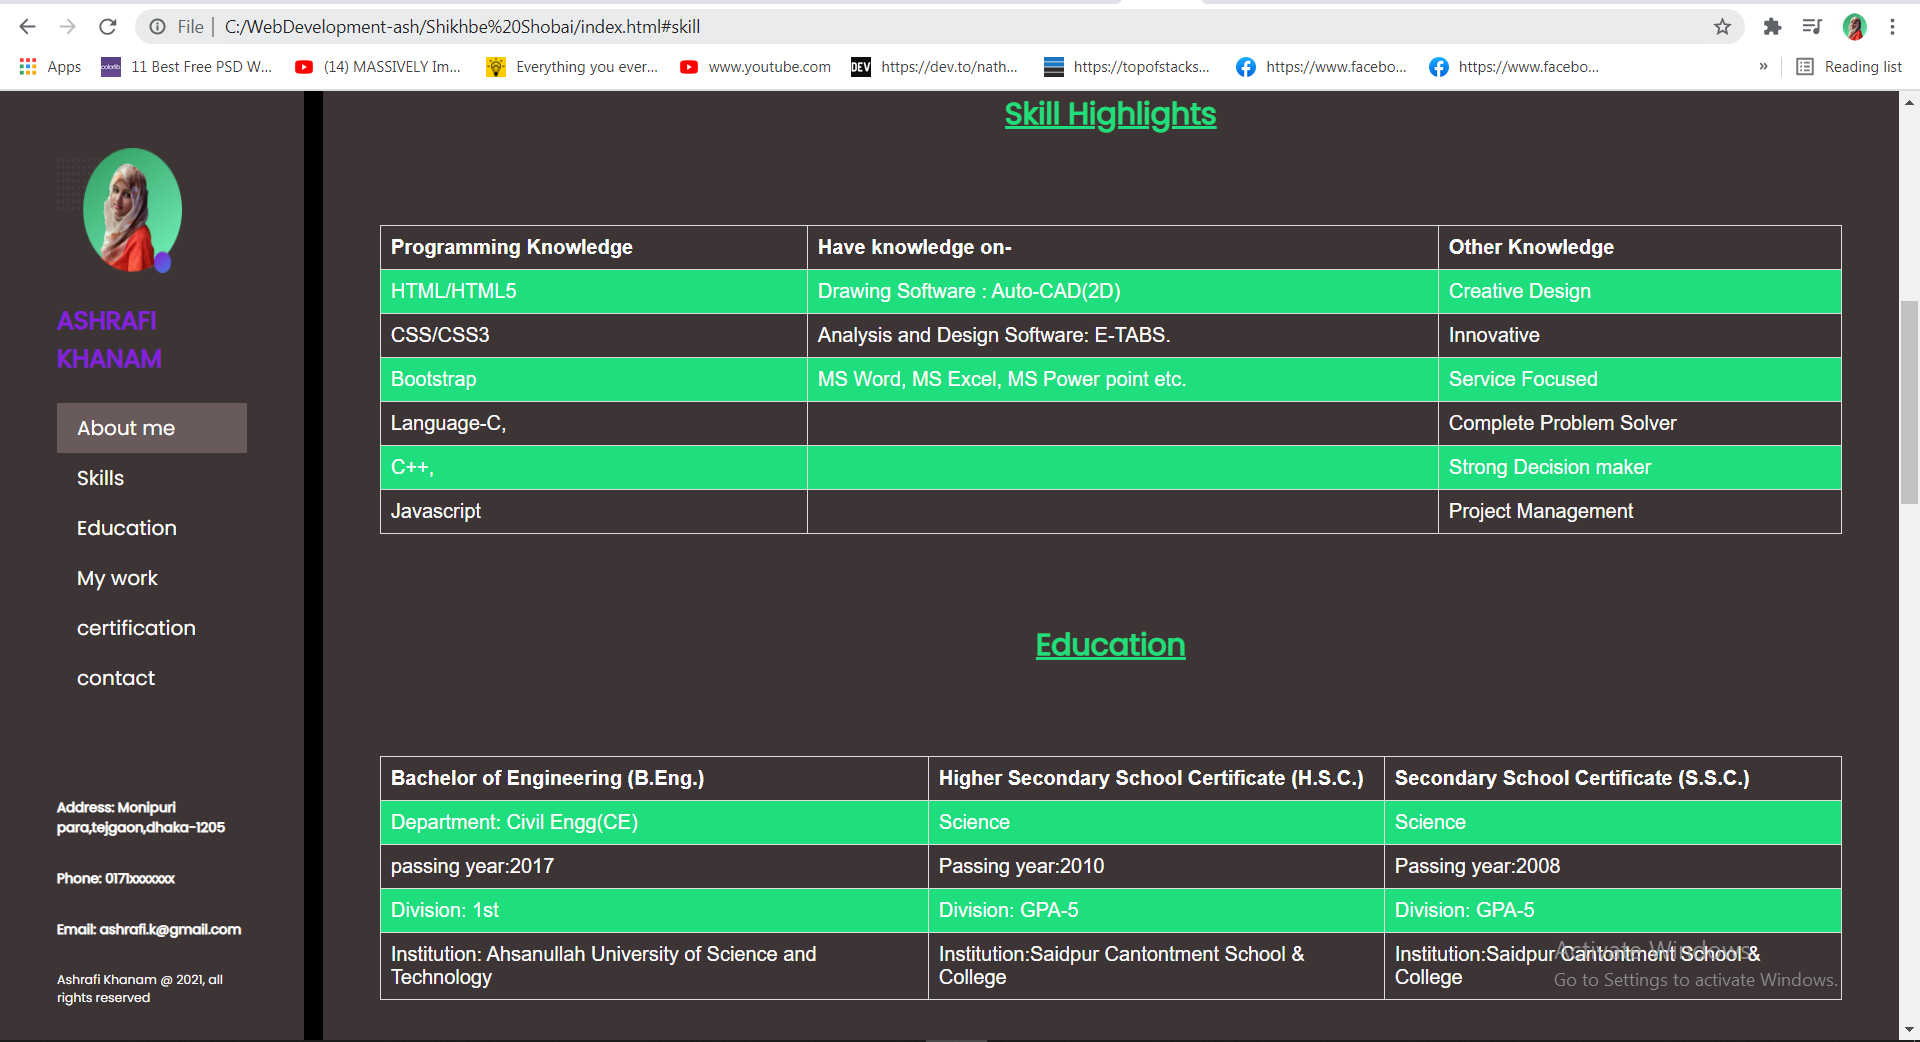 File | C:/WebDevelopment-ash/Shikhbe%20Shobai/index.html#skill
Apps 11 Best Free PSD W... (14) MASSIVELY Im... Everything you ever... www.youtube.com DEV https://dev.to/nath... https://topofstacks... https://www.facebo... https://www.facebo... » Reading list
ASHRAFI
KHANAM
About me
Skills
Education
My work
certification
contact
Address: Monipuri
para,tejgaon,dhaka-1205
Phone: 0171xxxxxxx
Email: ashrafi.k@gmail.com
Ashrafi Khanam @ 2021, all
rights reserved
Skill Highlights
Programming Knowledge Have knowledge on- Other Knowledge
HTML/HTML5 Drawing Software : Auto-CAD(2D) Creative Design
CSS/CSS3 Analysis and Design Software: E-TABS. Innovative
Bootstrap MS Word, MS Excel, MS Power point etc. Service Focused
Language-C, Complete Problem Solver
C++, Strong Decision maker
Javascript Project Management
Education
Bachelor of Engineering (B.Eng.) Higher Secondary School Certificate (H.S.C.) Secondary School Certificate (S.S.C.)
Department: Civil Engg(CE) Science Science
passing year:2017 Passing year:2010 Passing year:2008
Division: 1st Division: GPA-5 Division: GPA-5
Institution: Ahsanullah University of Science and Institution:Saidpur Cantontment School & Institution:Saidpur Cantontment School &
Technology College College
Activate Windows
Go to Settings to activate Windows.